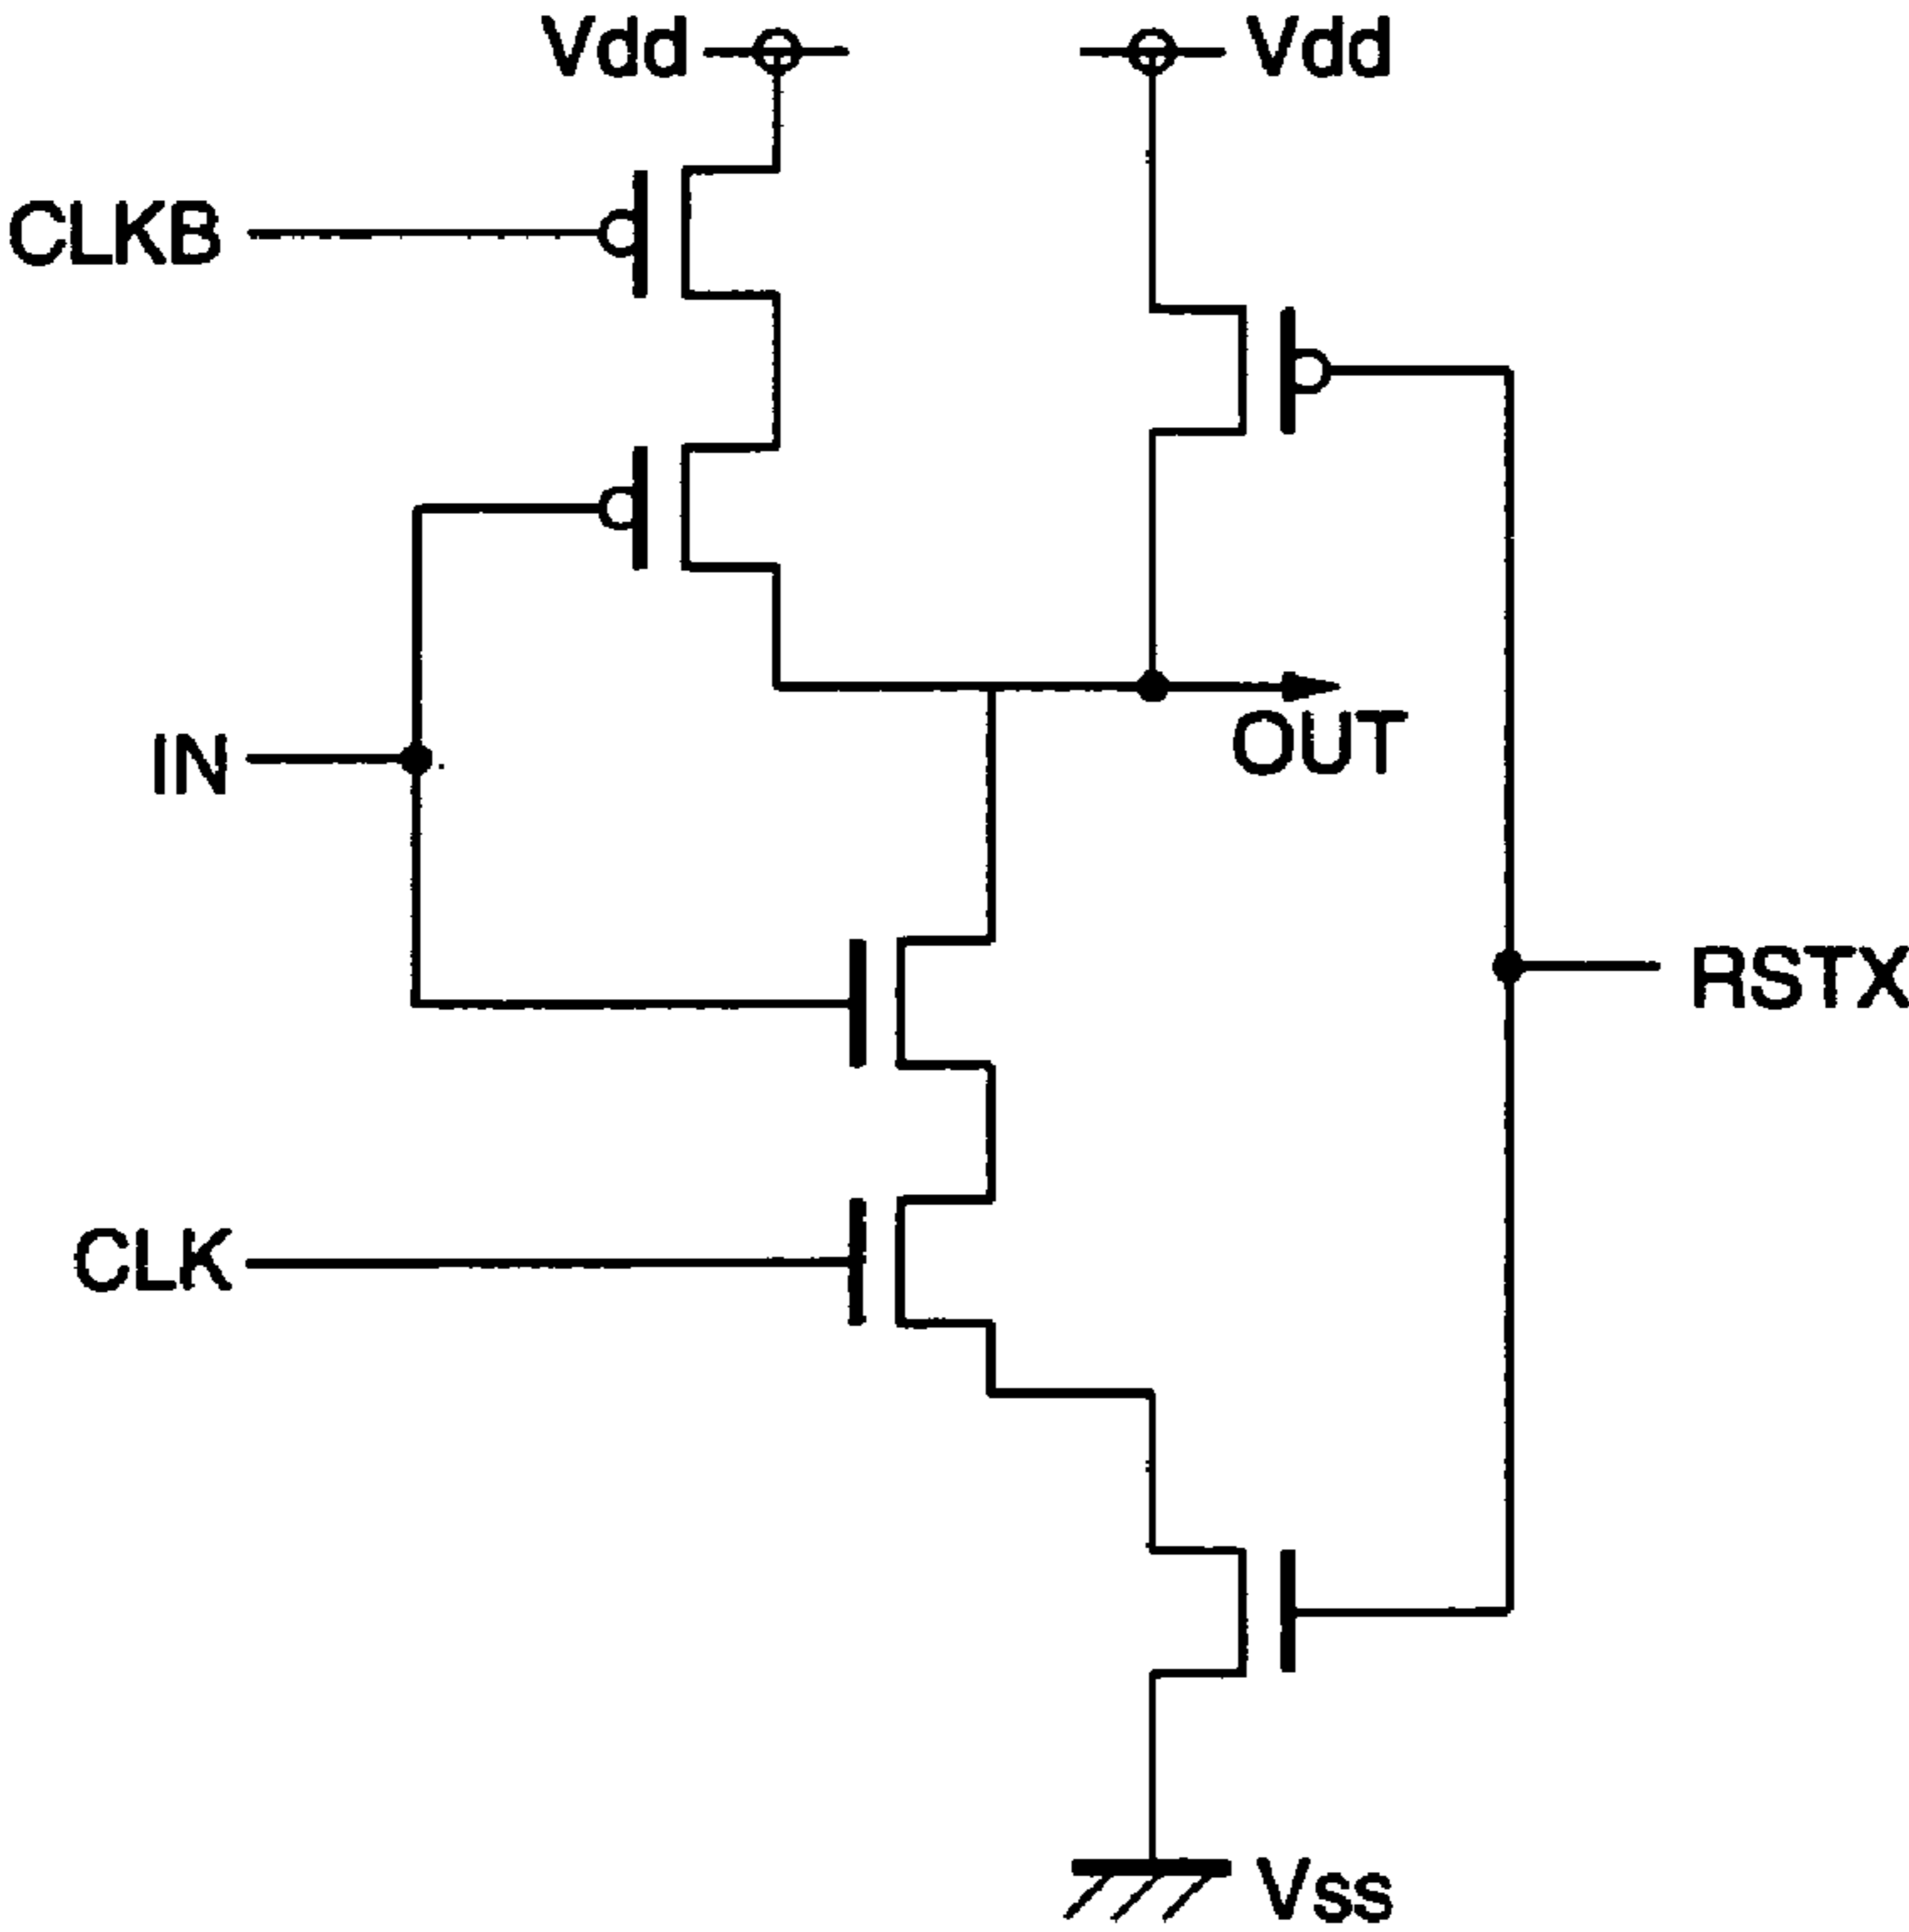 Vdd
Vdd
CLKB
IN
OUT
RSTX
CLK
Vss